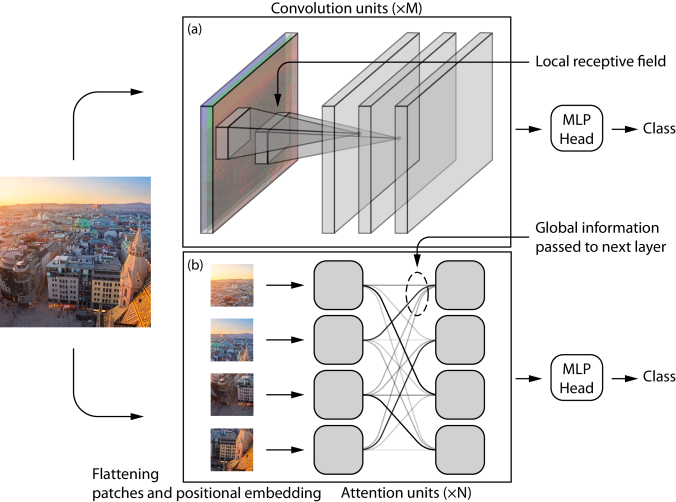 Convolution units (×M)
(a)
Local receptive field
MLP
Head
Class
Global information
passed to next layer
(b)
MLP
Head
Class
Flattening
patches and positional embedding
Attention units (×N)